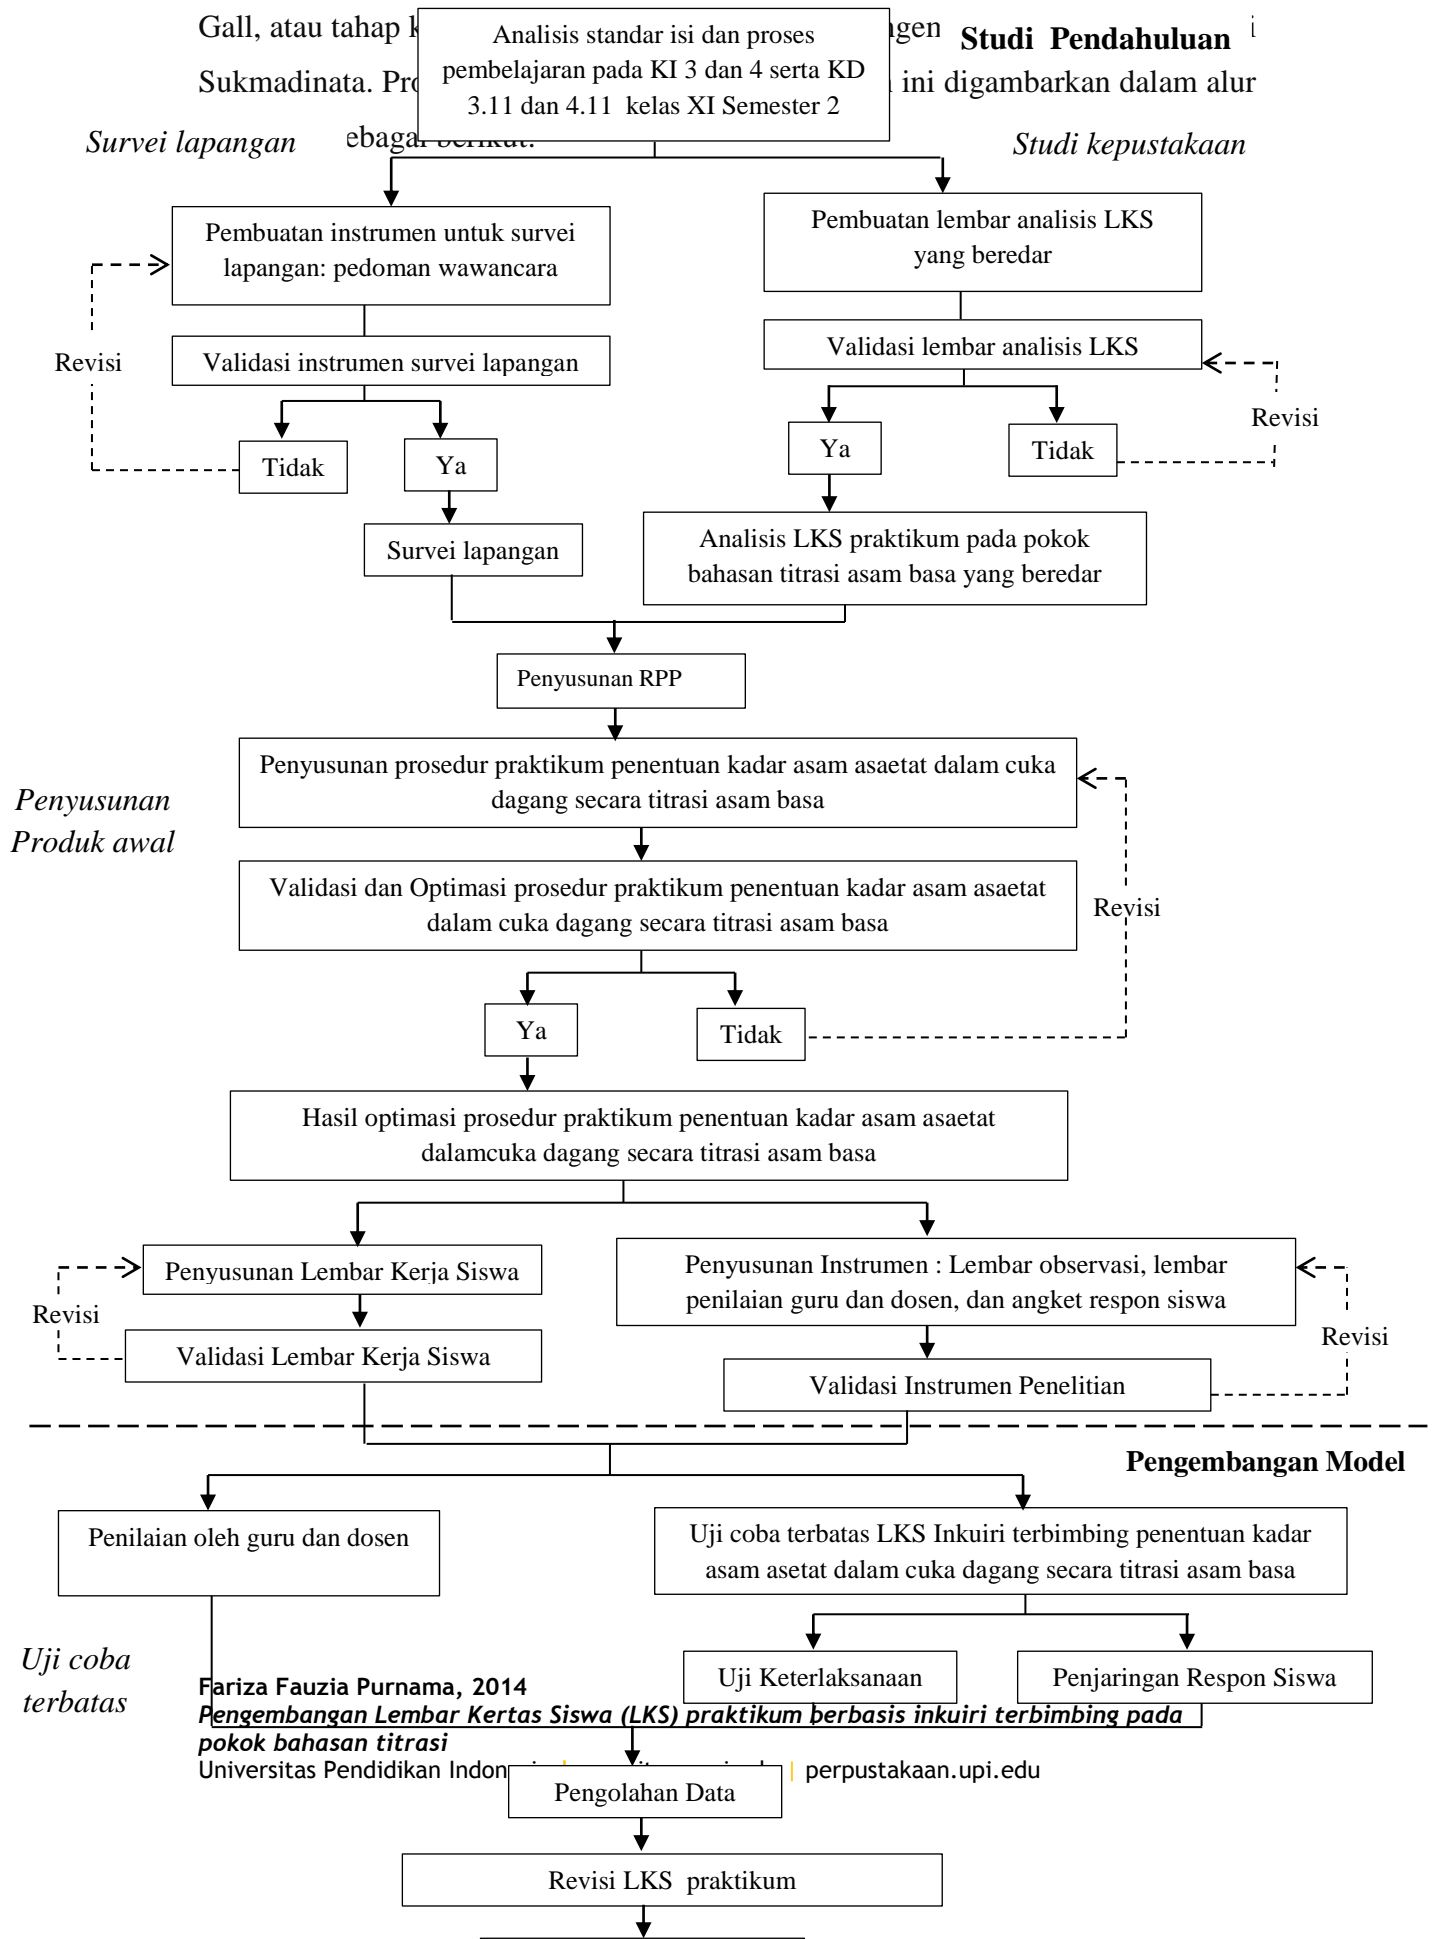 Gall, atau tahap
Analisis standar isi dan proses
pembelajaran pada KI 3 dan 4 serta KD
3.11 dan 4.11 kelas XI Semester 2
Studi Pendahuluan
Sukmadinata.
ini digambarkan dalam alur
Survei lapangan
Studi kepustakaan
Pembuatan instrumen untuk survei
lapangan: pedoman wawancara
Pembuatan lembar analisis LKS
yang beredar
Revisi
Validasi instrumen survei lapangan
Validasi lembar analisis LKS
Revisi
Tidak
Ya
Ya
Tidak
Survei lapangan
Analisis LKS praktikum pada pokok
bahasan titrasi asam basa yang beredar
Penyusunan RPP
Penyusunan
Produk awal
Penyusunan prosedur praktikum penentuan kadar asam asaetat dalam cuka
dagang secara titrasi asam basa
Validasi dan Optimasi prosedur praktikum penentuan kadar asam asaetat
dalam cuka dagang secara titrasi asam basa
Revisi
Ya
Tidak
Hasil optimasi prosedur praktikum penentuan kadar asam asaetat
dalamcuka dagang secara titrasi asam basa
Penyusunan Lembar Kerja Siswa
Revisi
Validasi Lembar Kerja Siswa
Penyusunan Instrumen : Lembar observasi, lembar
penilaian guru dan dosen, dan angket respon siswa
Revisi
Validasi Instrumen Penelitian
Pengembangan Model
Penilaian oleh guru dan dosen
Uji coba terbatas LKS Inkuiri terbimbing penentuan kadar
asam asetat dalam cuka dagang secara titrasi asam basa
Uji coba
terbatas
Uji Keterlaksanaan
Penjaringan Respon Siswa
Fariza Fauzia Purnama, 2014
Pengembangan Lembar Kertas Siswa (LKS) praktikum berbasis inkuiri terbimbing pada
pokok bahasan titrasi
Universitas Pendidikan
| perpustakaan.upi.edu
Pengolahan Data
Revisi LKS praktikum